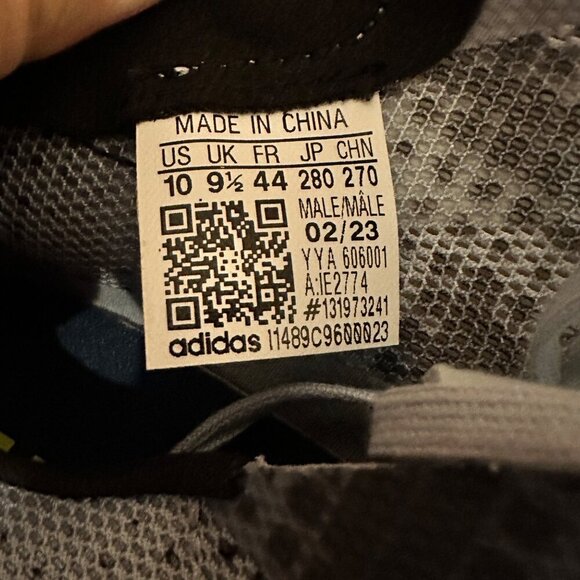 MADE IN CHINA
US UK FR JP CHN
10 9½ 44 280 270
MALE/MÂLE
02/23
YYA 606001
A:IE2774
#131973241
adidas 11489C9600023